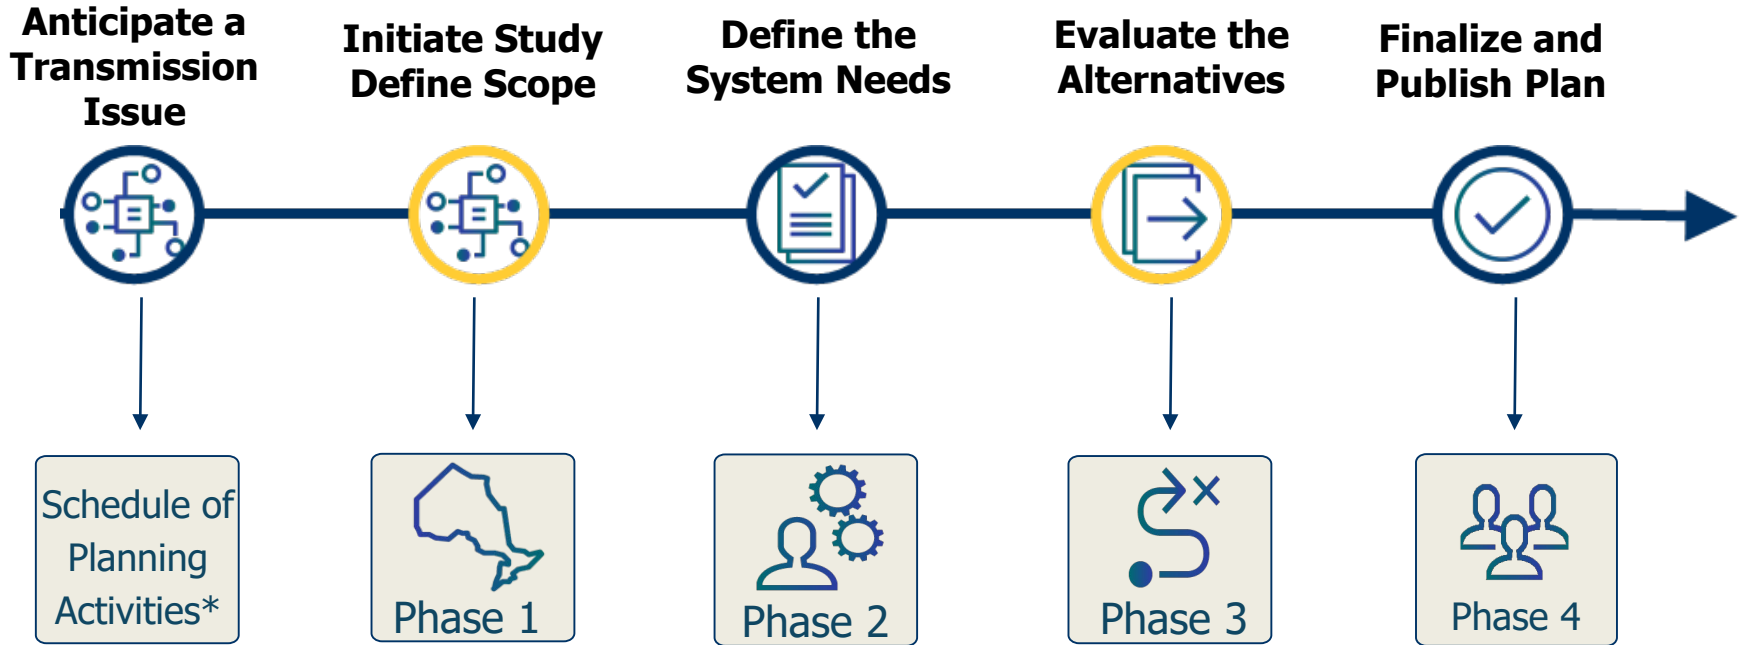 Anticipate a
Transmission
Issue
Initiate Study
Define Scope
Define the
System Needs
Evaluate the
Alternatives
Finalize and
Publish Plan
Schedule of
Planning
Activities*
Phase 1
Phase 2
Phase 3
Phase 4